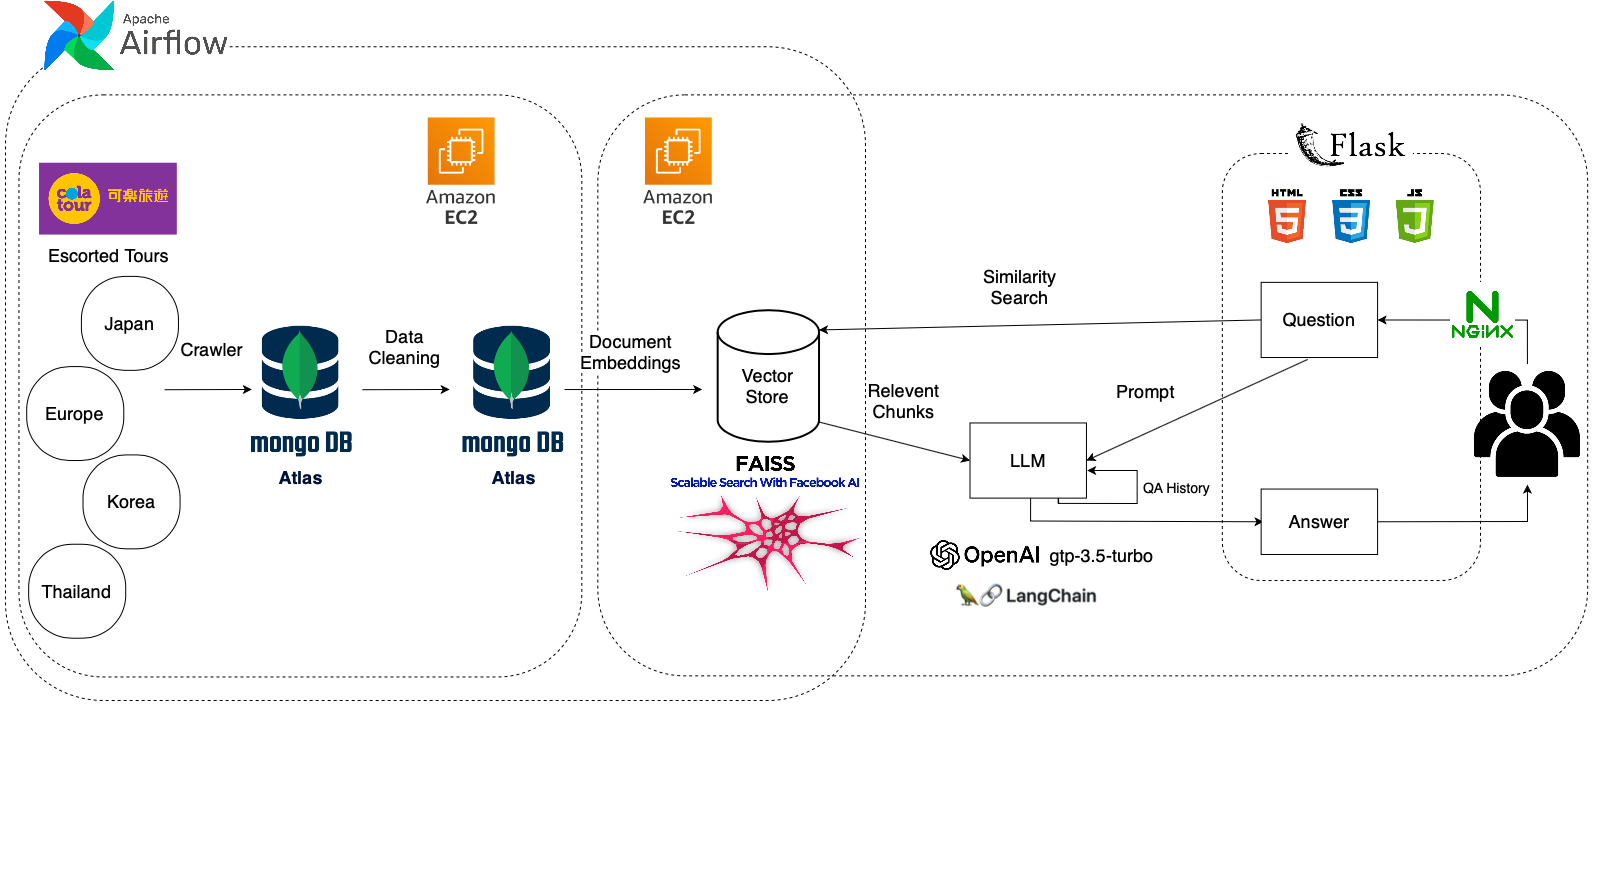 Apache
Airflow
cola
tour
可樂旅遊
Escorted Tours
Japan
Europe
Korea
Thailand
Crawler
mongo DB
Atlas
Data
Cleaning
mongo DB
Atlas
Amazon
EC2
Amazon
EC2
Document
Embeddings
Vector
Store
FAISS
Scalable Search With Facebook AI
Similarity
Search
Relevent
Chunks
Prompt
LLM
QA History
OpenAI
gtp-3.5-turbo
LangChain
Flask
HTML
5
CSS
3
JS
J
Question
Answer
N
NGINX